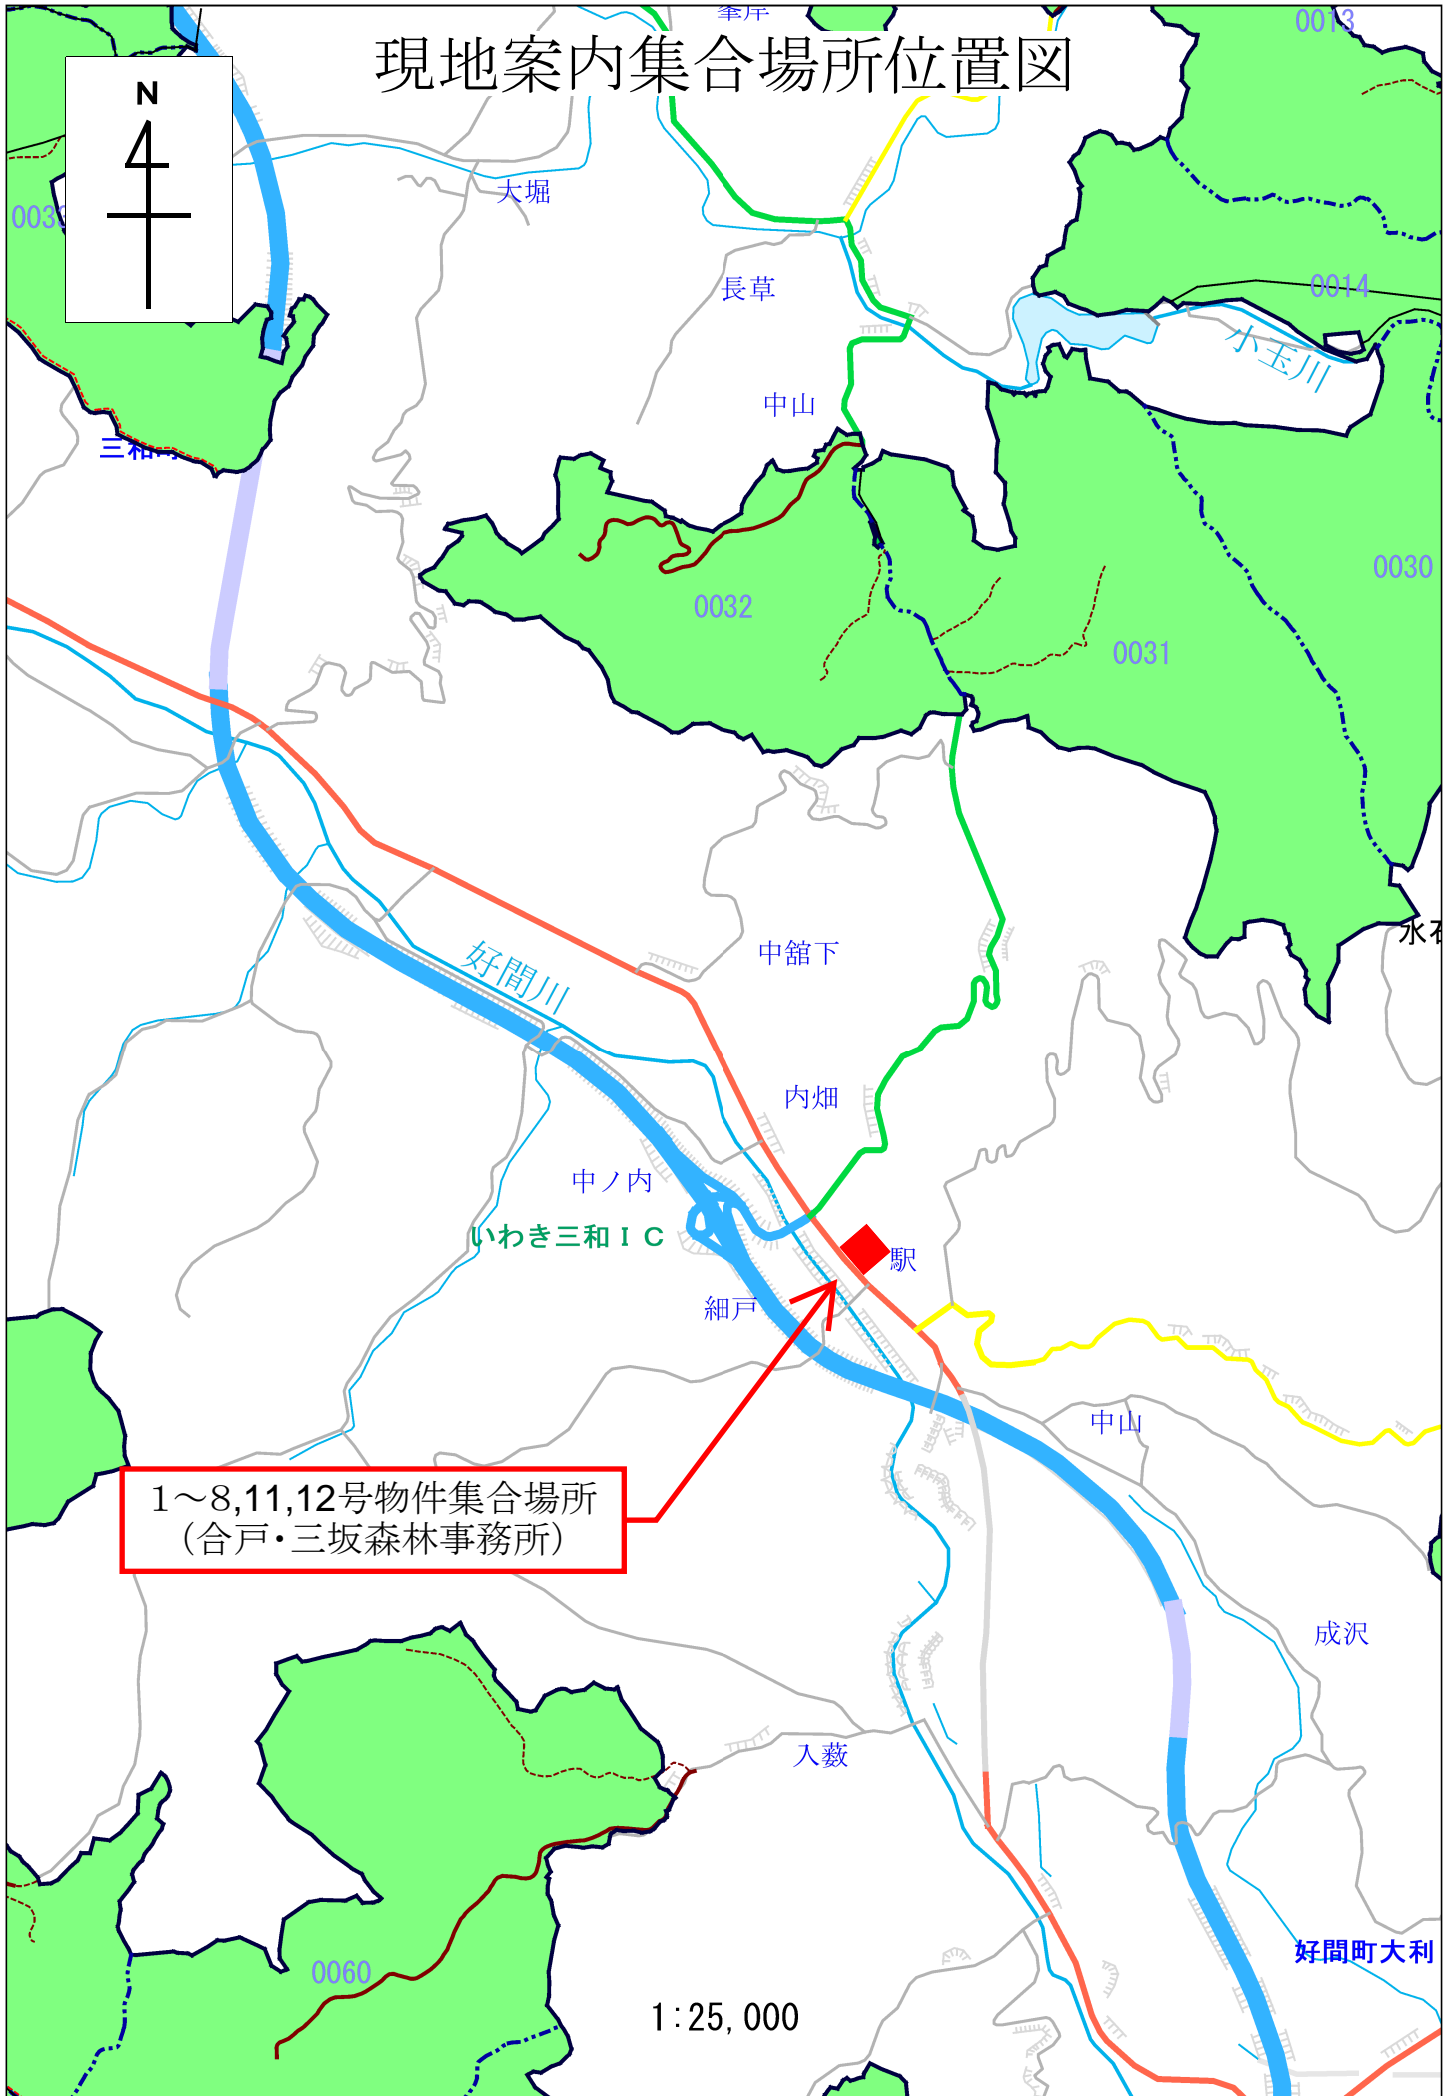 峯岸
0013
現地案内集合場所位置図
N
大堀
長草
0014
小玉川
中山
0030
0032
0031
中舘下
好間川
内畑
中ノ内
いわき三和ＩＣ
駅
細戸
中山
1～8,11,12号物件集合場所
（合戸・三坂森林事務所）
成沢
入薮
好間町大利
0060
1:25,000